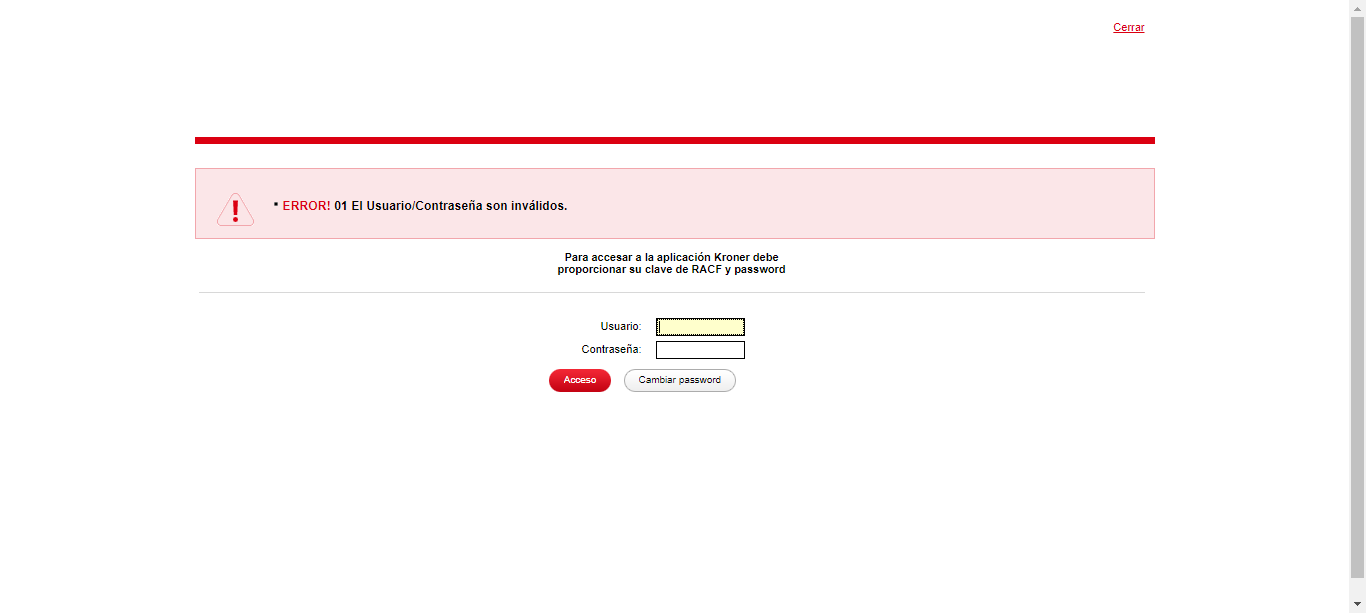 Cerrar
* ERROR! 01 El Usuario/Contraseña son inválidos.
Para accesar a la aplicación Kroner debe
proporcionar su clave de RACF y password
Usuario:
Contraseña:
Acceso Cambiar password